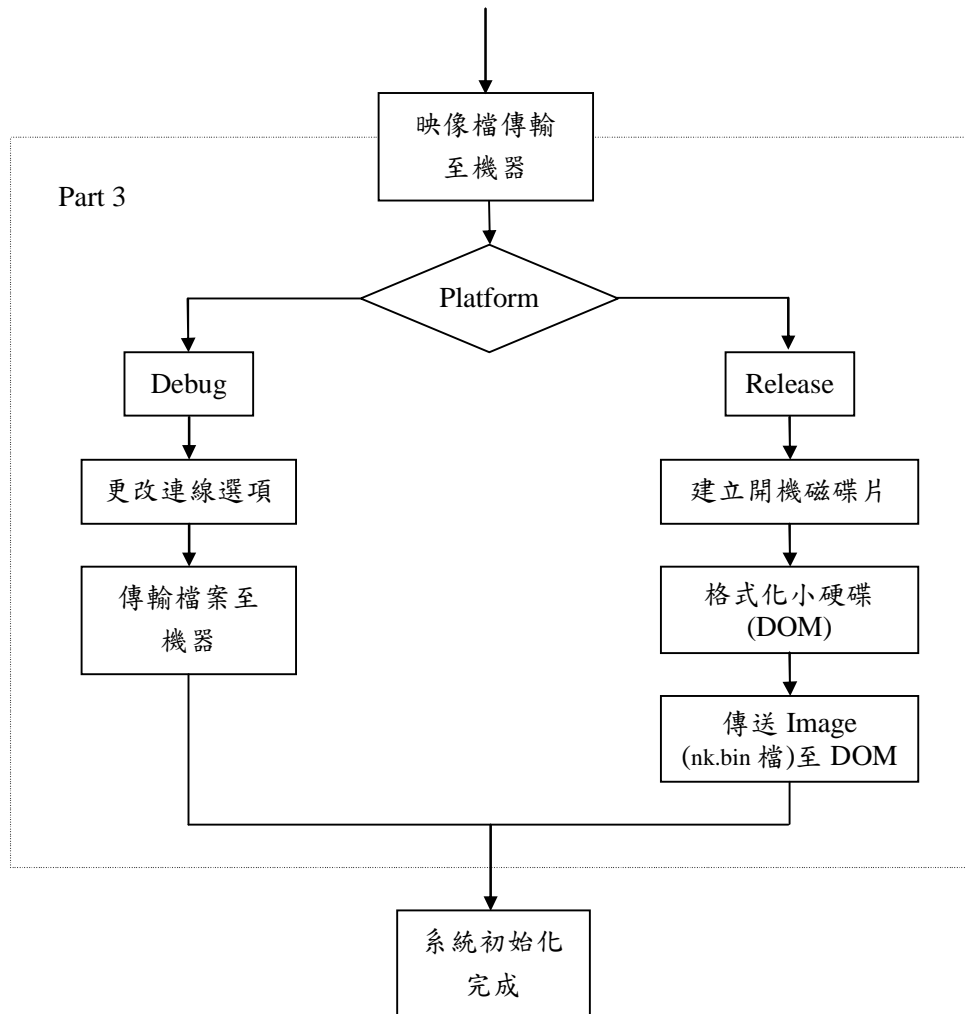 映像檔傳輸
至機器
Part 3
Platform
Debug
Release
更改連線選項
建立開機磁碟片
傳輸檔案至
機器
格式化小硬碟
(DOM)
傳送 Image
(nk.bin 檔)至 DOM
系統初始化
完成